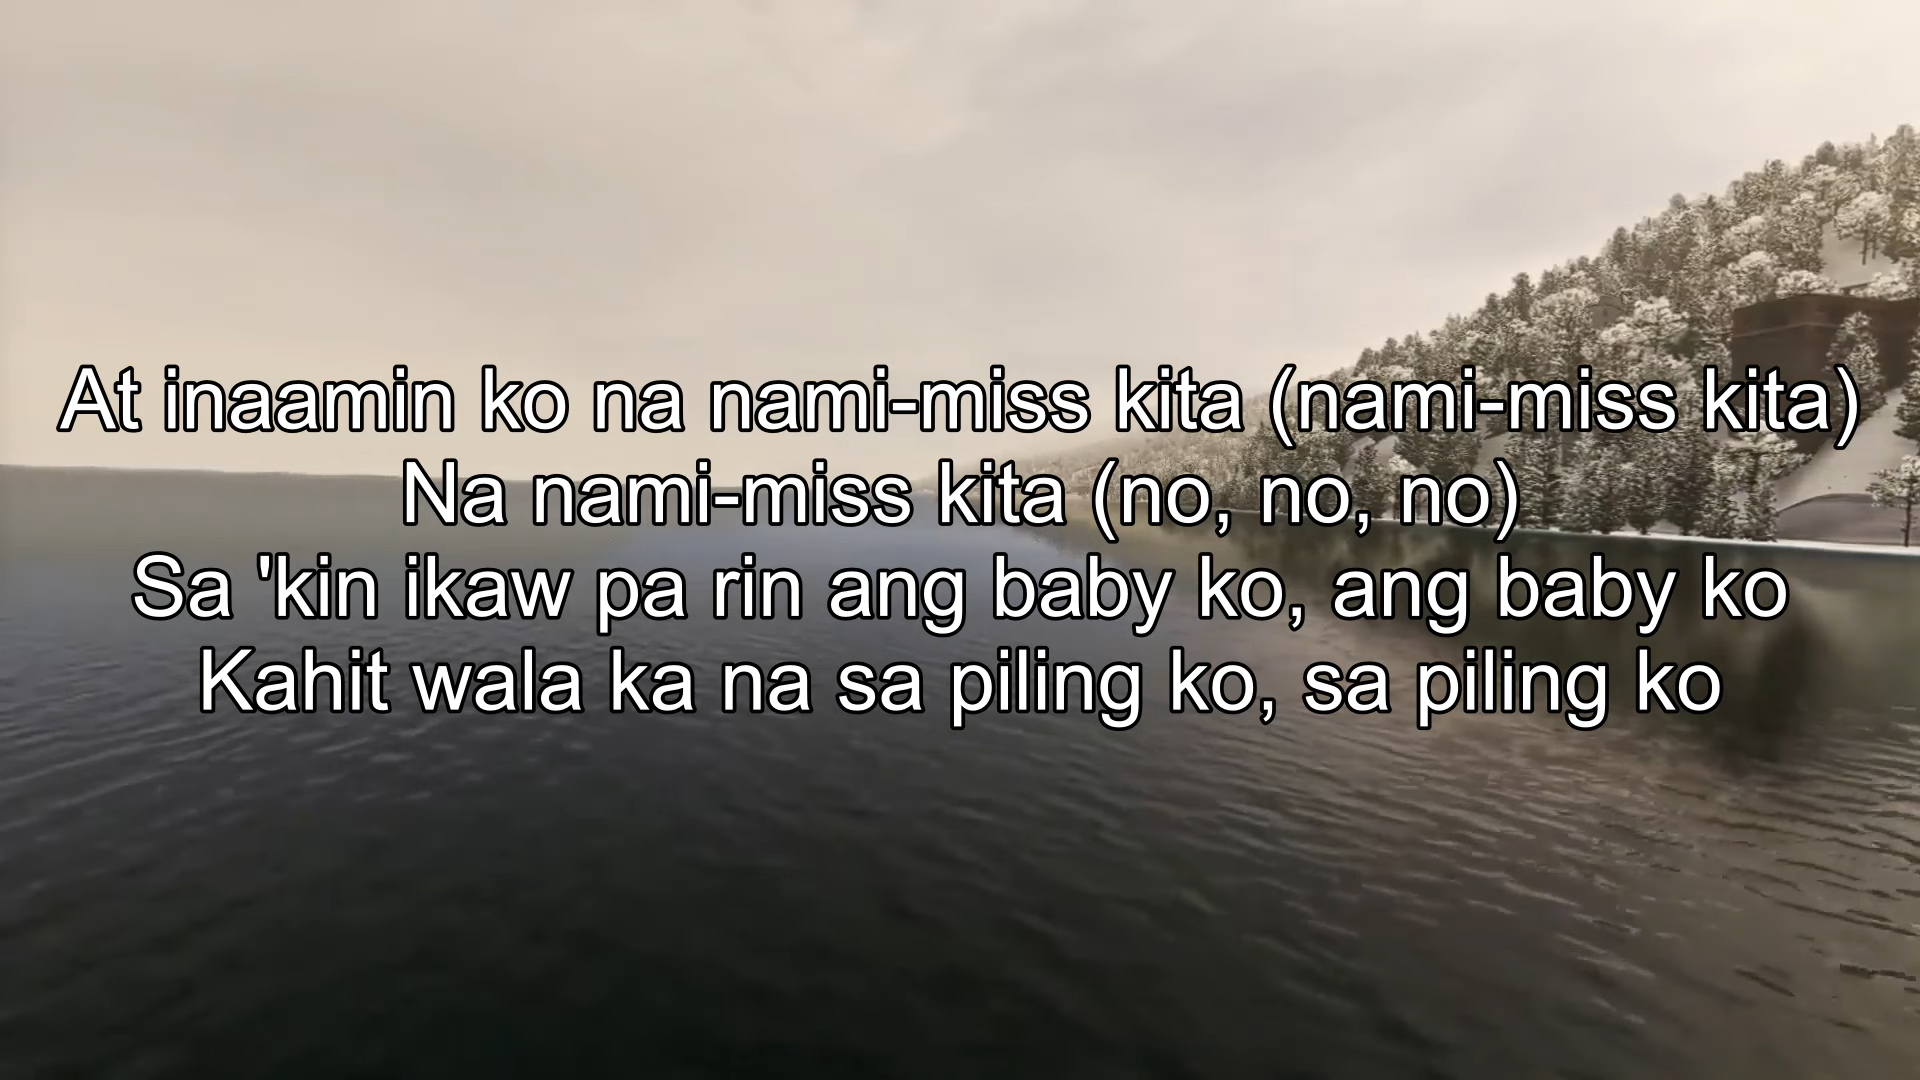 At inaamin ko na nami-miss kita (nami-miss kita)
Na nami-miss kita (no, no, no)
Sa 'kin ikaw pa rin ang baby ko, ang baby ko
Kahit wala ka na sa piling ko, sa piling ko